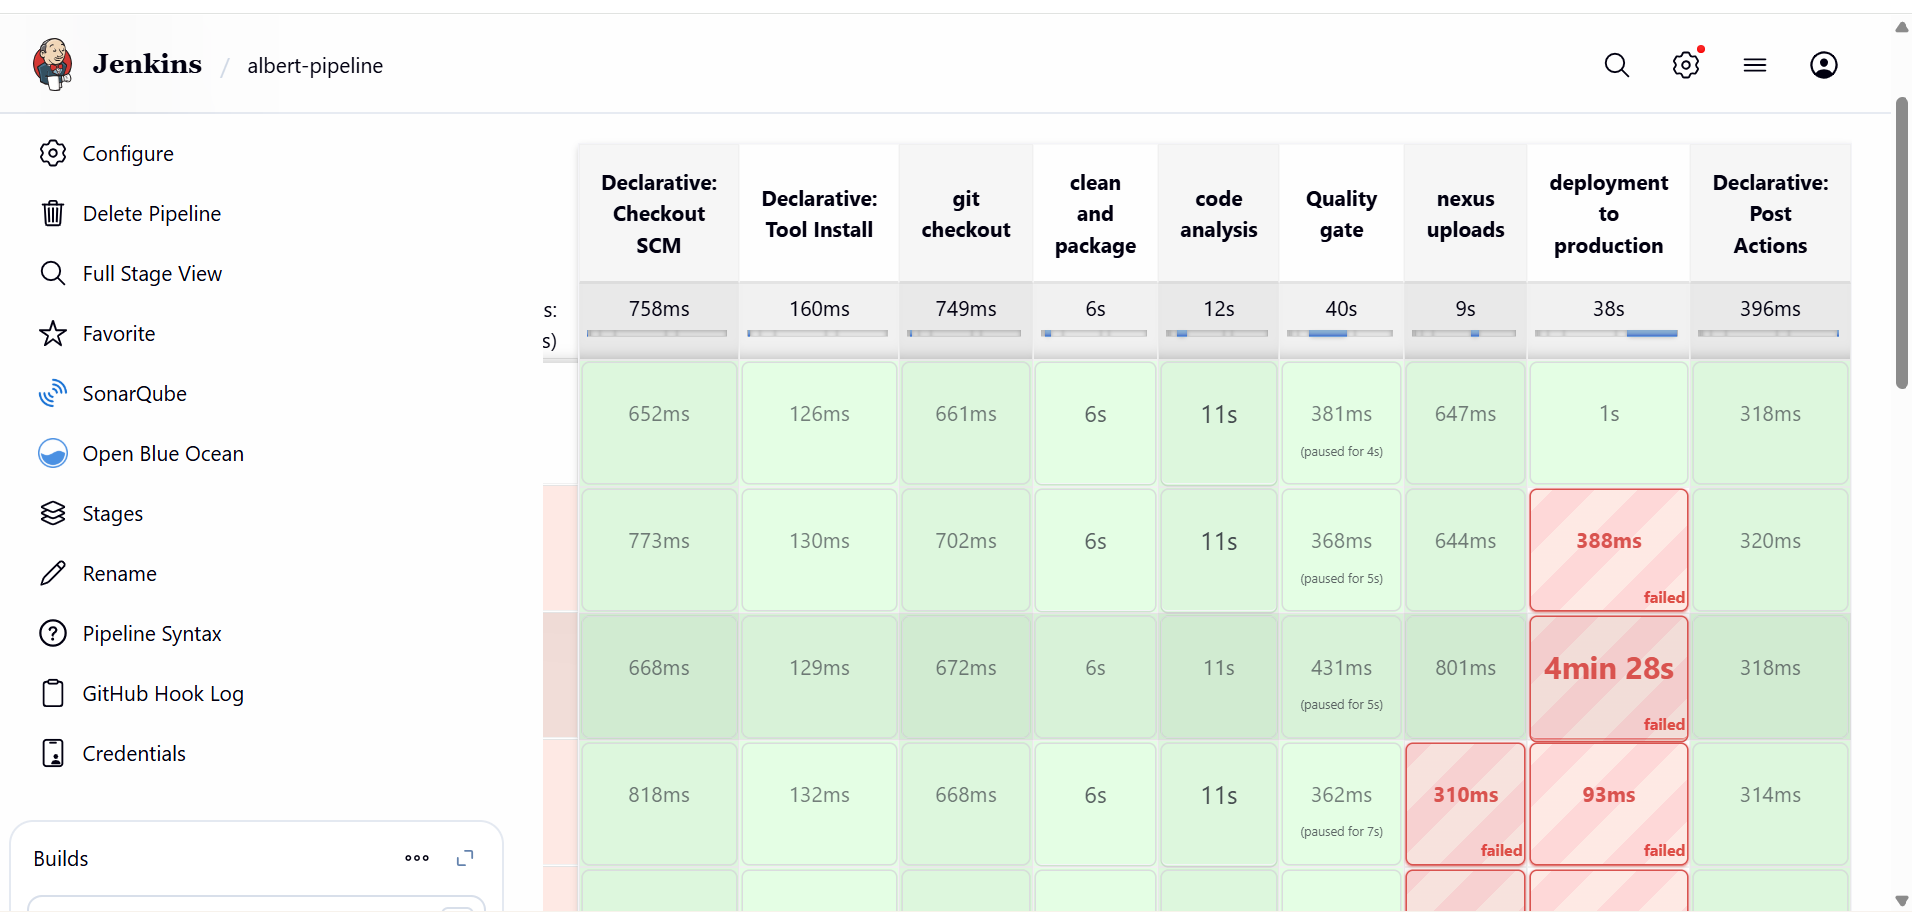 Jenkins / albert-pipeline
Configure
Delete Pipeline
Full Stage View
Favorite
SonarQube
Open Blue Ocean
Stages
Rename
Pipeline Syntax
GitHub Hook Log
Credentials
Builds
Declarative: Checkout SCM
Declarative: Tool Install
git checkout
clean and package
code analysis
Quality gate
nexus uploads
deployment to production
Declarative: Post Actions
s:
s)
758ms 160ms 749ms 6s 12s 40s 9s 38s 396ms
652ms 126ms 661ms 6s 11s 381ms 647ms 1s 318ms
(paused for 4s)
773ms 130ms 702ms 6s 11s 368ms 644ms 388ms 320ms
(paused for 5s) failed
668ms 129ms 672ms 6s 11s 431ms 801ms 4min 28s 318ms
(paused for 5s) failed
818ms 132ms 668ms 6s 11s 362ms 310ms 93ms 314ms
(paused for 7s) failed failed